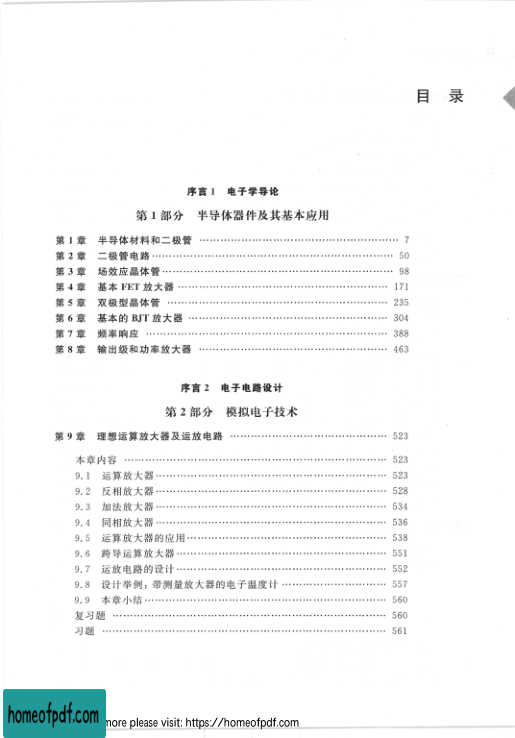 目 录
序言1 电子学导论
第1部分 半导体器件及其基本应用
第1章 半导体材料和二极管 …… 7
第2章 二极管电路 …… 50
第3章 场效应晶体管 …… 98
第4章 基本FET放大器 …… 171
第5章 双极型晶体管 …… 235
第6章 基本的BJT放大器 …… 304
第7章 频率响应 …… 388
第8章 输出级和功率放大器 …… 463
序言2 电子电路设计
第2部分 模拟电子技术
第9章 理想运算放大器及运放电路 …… 523
本章内容 …… 523
9.1 运算放大器 …… 523
9.2 反相放大器 …… 528
9.3 加法放大器 …… 534
9.4 同相放大器 …… 536
9.5 运算放大器的应用 …… 538
9.6 跨导运算放大器 …… 551
9.7 运放电路的设计 …… 552
9.8 设计举例：带测量放大器的电子温度计 …… 557
9.9 本章小结 …… 560
复习题 …… 560
习题 …… 561
homeofpdf.com
more please visit: https://homeofpdf.com